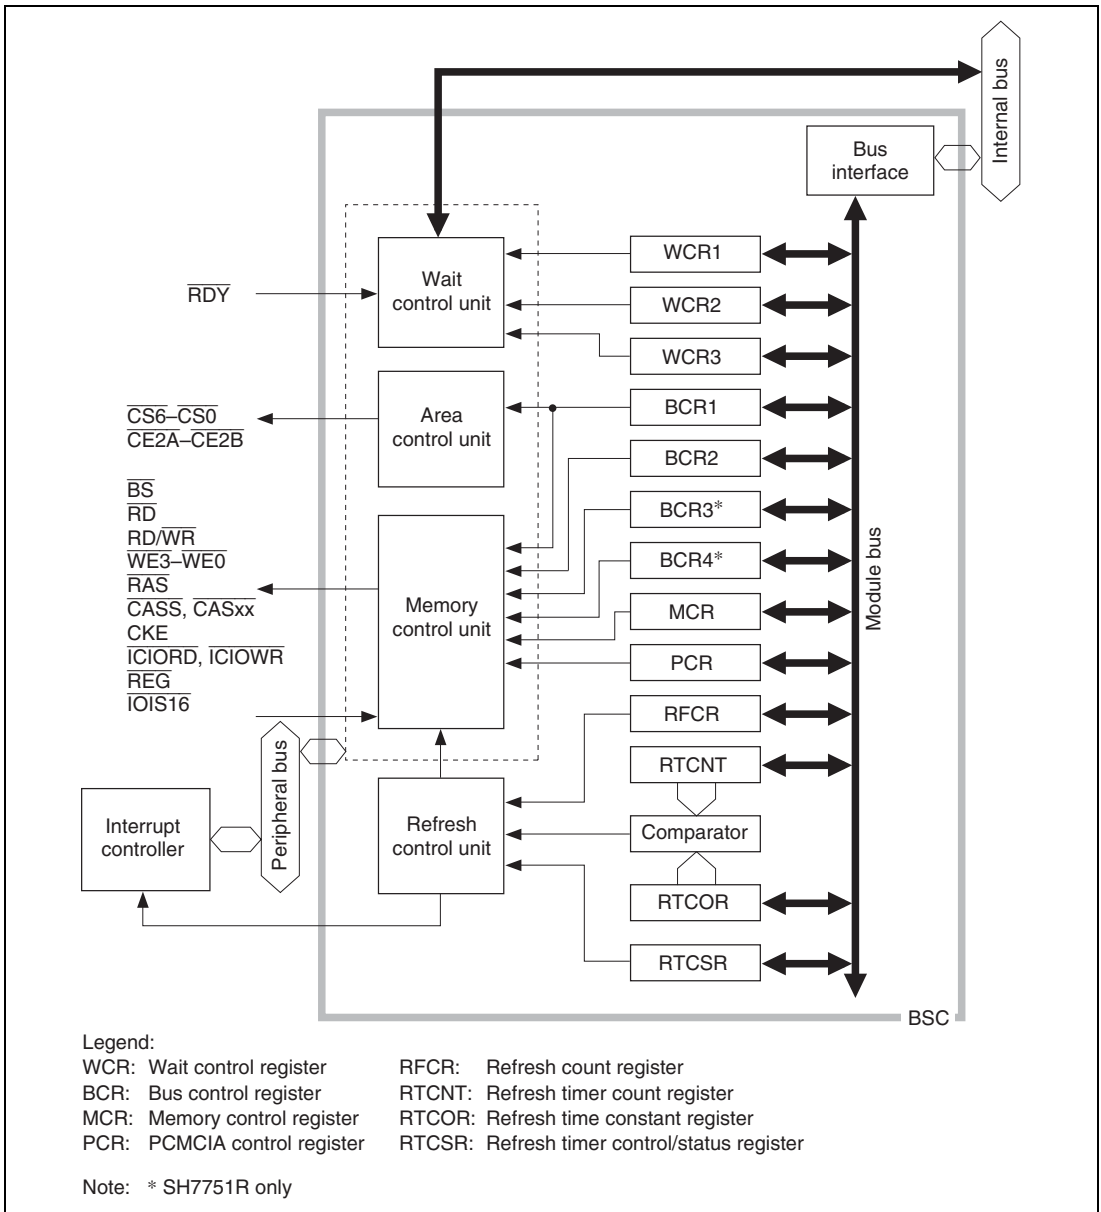 Internal bus
Bus
interface
Wait
control unit
RDY
WCR1
WCR2
WCR3
BCR1
BCR2
BCR3*
BCR4*
MCR
PCR
RFCR
RTCNT
Comparator
RTCOR
RTCSR
Module bus
Area
control unit
CS6–CS0
CE2A–CE2B
BS
RD
RD/WR
WE3–WE0
RAS
CASS, CASxx
CKE
ICIORD, ICIOWR
REG
IOIS16
Memory
control unit
Peripheral bus
Interrupt
controller
Refresh
control unit
BSC
Legend:
WCR: Wait control register
BCR: Bus control register
MCR: Memory control register
PCR: PCMCIA control register
RFCR: Refresh count register
RTCNT: Refresh timer count register
RTCOR: Refresh time constant register
RTCSR: Refresh timer control/status register
Note: * SH7751R only